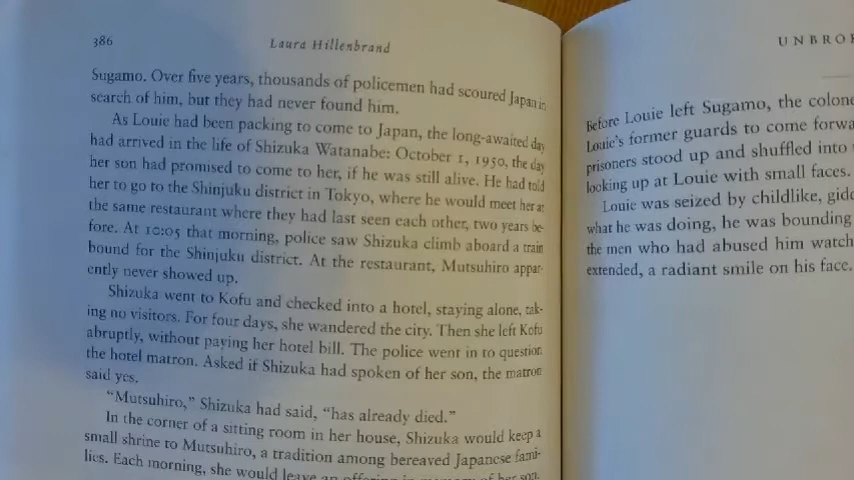 386
Laura Hillenbrand
Sugamo. Over five years, thousands of policemen had scoured Japan in
search of him, but they had never found him.
As Louie had been packing to come to Japan, the long-awaited day
had arrived in the life of Shizuka Watanabe: October 1, 1950, the day
her son had promised to come to her, if he was still alive. He had told
her to go to the Shinjuku district in Tokyo, where he would meet her at
the same restaurant where they had last seen each other, two years be-
fore. At 10:05 that morning, police saw Shizuka climb aboard a train
bound for the Shinjuku district. At the restaurant, Mutsuhiro appar-
ently never showed up.
Shizuka went to Kofu and checked into a hotel, staying alone, tak-
ing no visitors. For four days, she wandered the city. Then she left Kofu
abruptly, without paying her hotel bill. The police went in to question
the hotel matron. Asked if Shizuka had spoken of her son, the matron
said yes.
"Mutsuhiro," Shizuka had said, "has already died."
In the corner of a sitting room in her house, Shizuka would keep a
small shrine to Mutsuhiro, a tradition among bereaved Japanese fami-
lies. Each morning, she would leave an offering in memory of her son.
UNBRO
Before Louie left Sugamo, the colone
Louie's former guards to come forwa
prisoners stood up and shuffled into
looking up at Louie with small faces.
Louie was seized by childlike, gidd
what he was doing, he was bounding
the men who had abused him watch
extended, a radiant smile on his face.